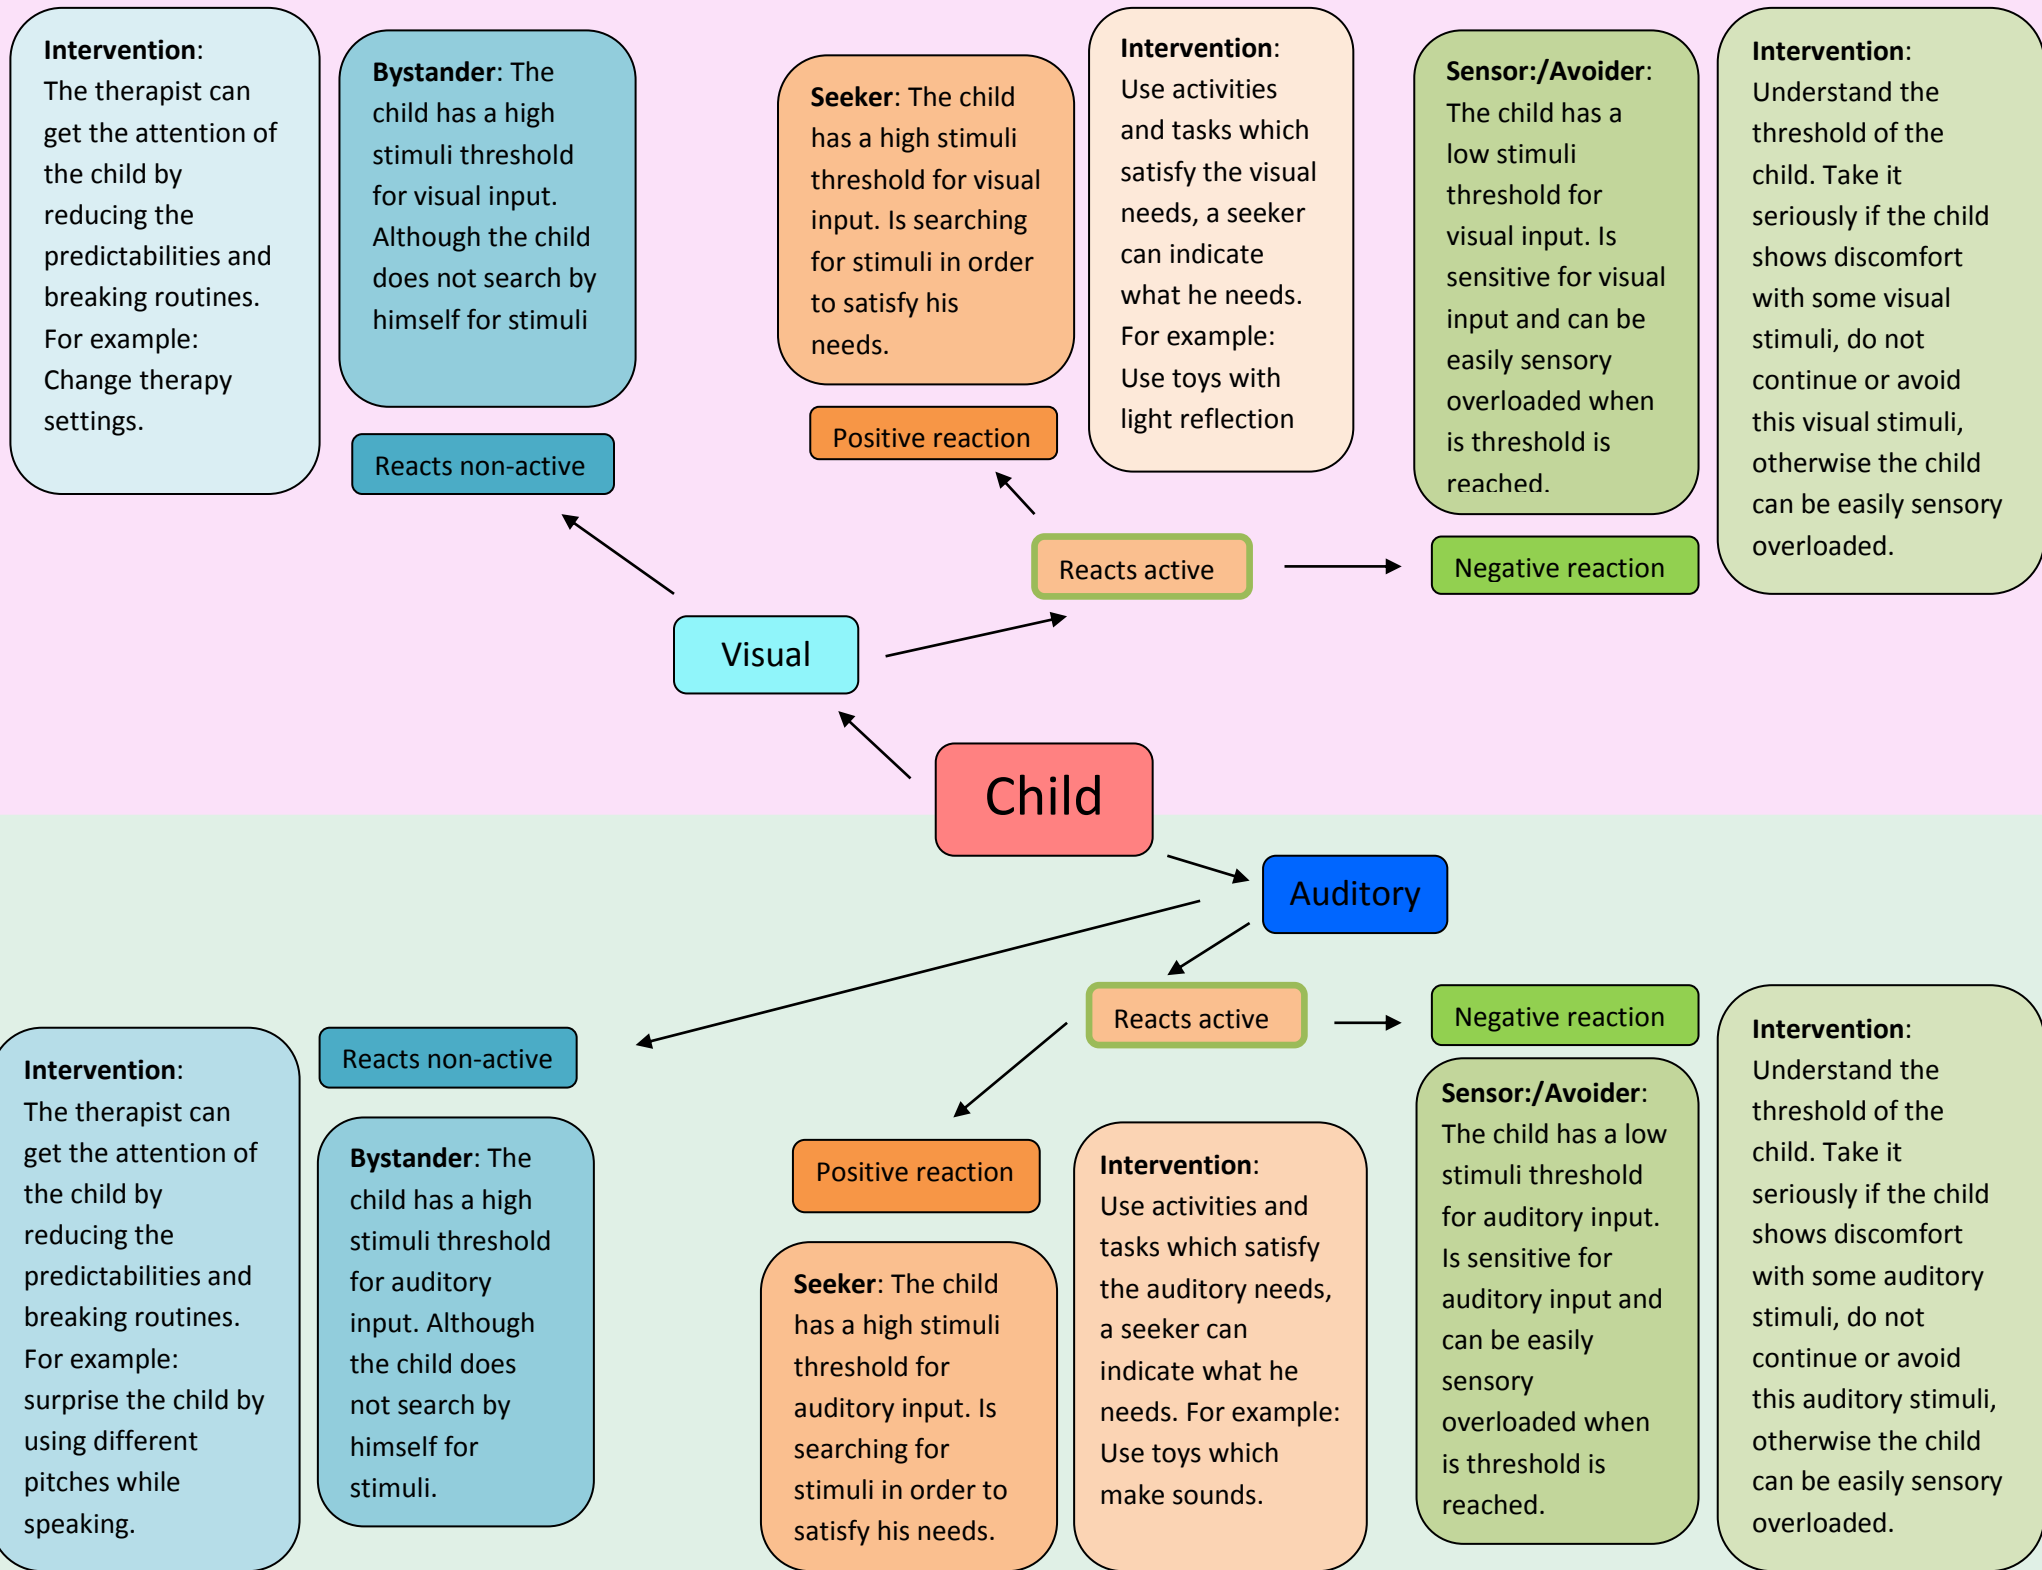 Intervention:
The therapist can
get the attention of
the child by
reducing the
predictabilities and
breaking routines.
For example:
Change therapy
settings.
Bystander: The
child has a high
stimuli threshold
for visual input.
Although the child
does not search by
himself for stimuli
Reacts non-active
Seeker: The child
has a high stimuli
threshold for visual
input. Is searching
for stimuli in order
to satisfy his
needs.
Positive reaction
Intervention:
Use activities
and tasks which
satisfy the visual
needs, a seeker
can indicate
what he needs.
For example:
Use toys with
light reflection
Sensor:/Avoider:
The child has a
low stimuli
threshold for
visual input. Is
sensitive for visual
input and can be
easily sensory
overloaded when
is threshold is
reached.
Negative reaction
Intervention:
Understand the
threshold of the
child. Take it
seriously if the child
shows discomfort
with some visual
stimuli, do not
continue or avoid
this visual stimuli,
otherwise the child
can be easily sensory
overloaded.
Reacts active
Visual
Child
Auditory
Reacts active
Negative reaction
Reacts non-active
Intervention:
The therapist can
get the attention of
the child by
reducing the
predictabilities and
breaking routines.
For example:
surprise the child by
using different
pitches while
speaking.
Bystander: The
child has a high
stimuli threshold
for auditory
input. Although
the child does
not search by
himself for
stimuli.
Positive reaction
Seeker: The child
has a high stimuli
threshold for
auditory input. Is
searching for
stimuli in order to
satisfy his needs.
Intervention:
Use activities and
tasks which satisfy
the auditory needs,
a seeker can
indicate what he
needs. For example:
Use toys which
make sounds.
Sensor:/Avoider:
The child has a low
stimuli threshold
for auditory input.
Is sensitive for
auditory input and
can be easily
sensory
overloaded when
is threshold is
reached.
Intervention:
Understand the
threshold of the
child. Take it
seriously if the child
shows discomfort
with some auditory
stimuli, do not
continue or avoid
this auditory stimuli,
otherwise the child
can be easily sensory
overloaded.